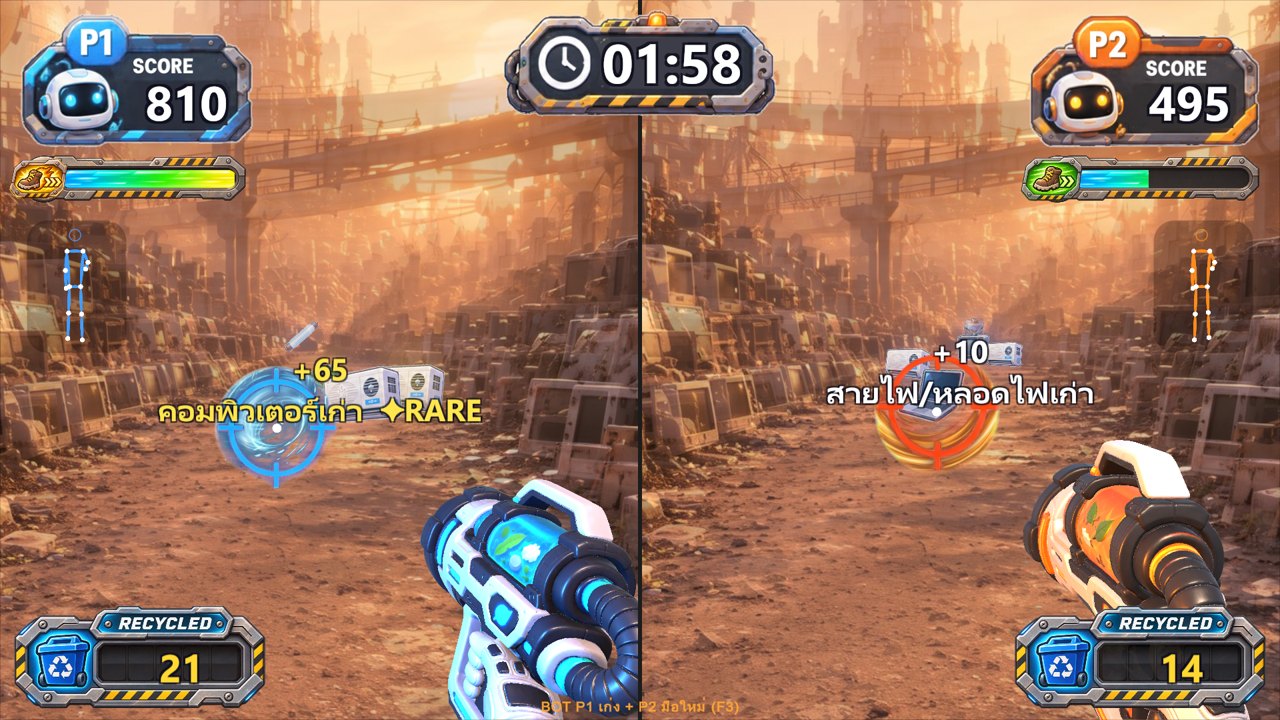 P1
SCORE
810
01:58
P2
SCORE
495
+65
คอมพิวเตอร์เก่า ✦RARE
+10
สายไฟ/หลอดไฟเก่า
RECYCLED
21
RECYCLED
14
BOT P1 เก่ง + P2 มือใหม่ (F3)